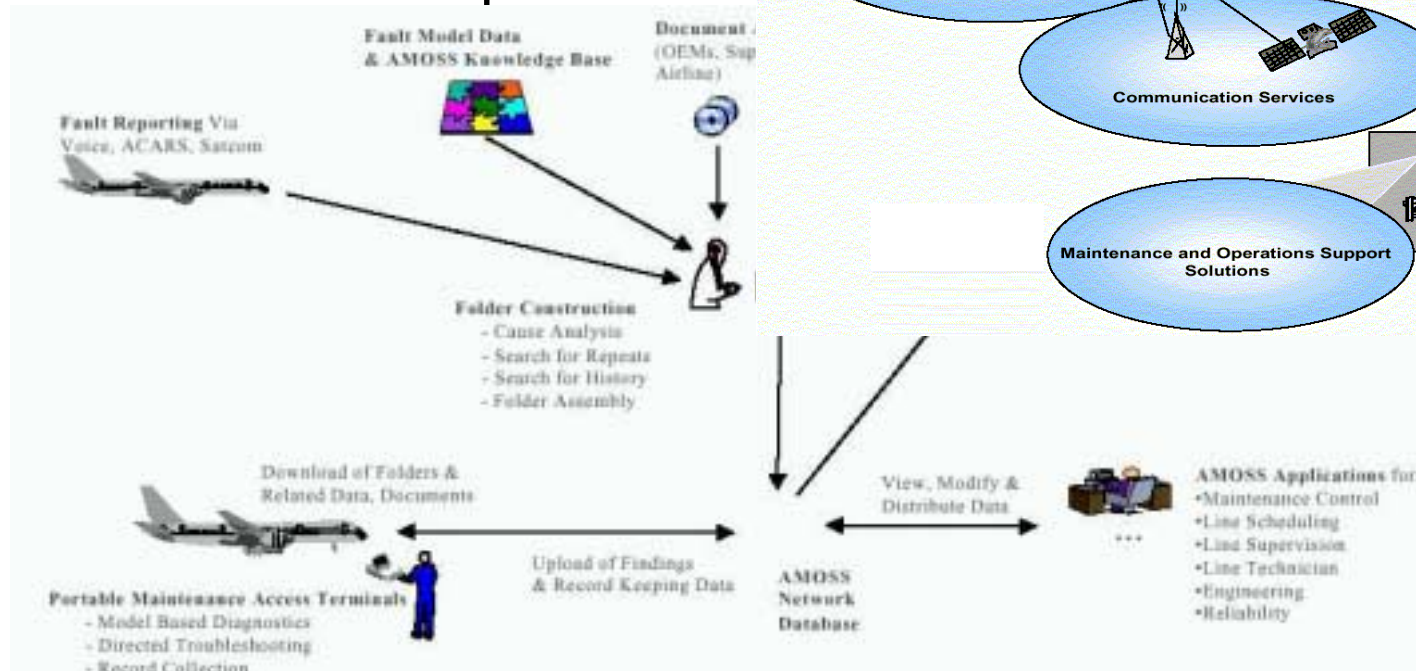 Fault Model Data
& AMOSS Knowledge Base
Document
(OEMs, Sup
Airline)
Fault Reporting Via
Voice, ACARS, Satcom
Communication Services
Maintenance and Operations Support
Solutions
Folder Construction
- Cause Analysis
- Search for Repeats
- Search for History
- Folder Assembly
Download of Folders &
Related Data, Documents
Upload of Findings
& Record Keeping Data
Portable Maintenance Access Terminals
- Model Based Diagnostics
- Directed Troubleshooting
- Record Collection
AMOSS
Network
Database
View, Modify &
Distribute Data
...
AMOSS Applications for
•Maintenance Control
•Line Scheduling
•Line Supervision
•Line Technician
•Engineering
•Reliability